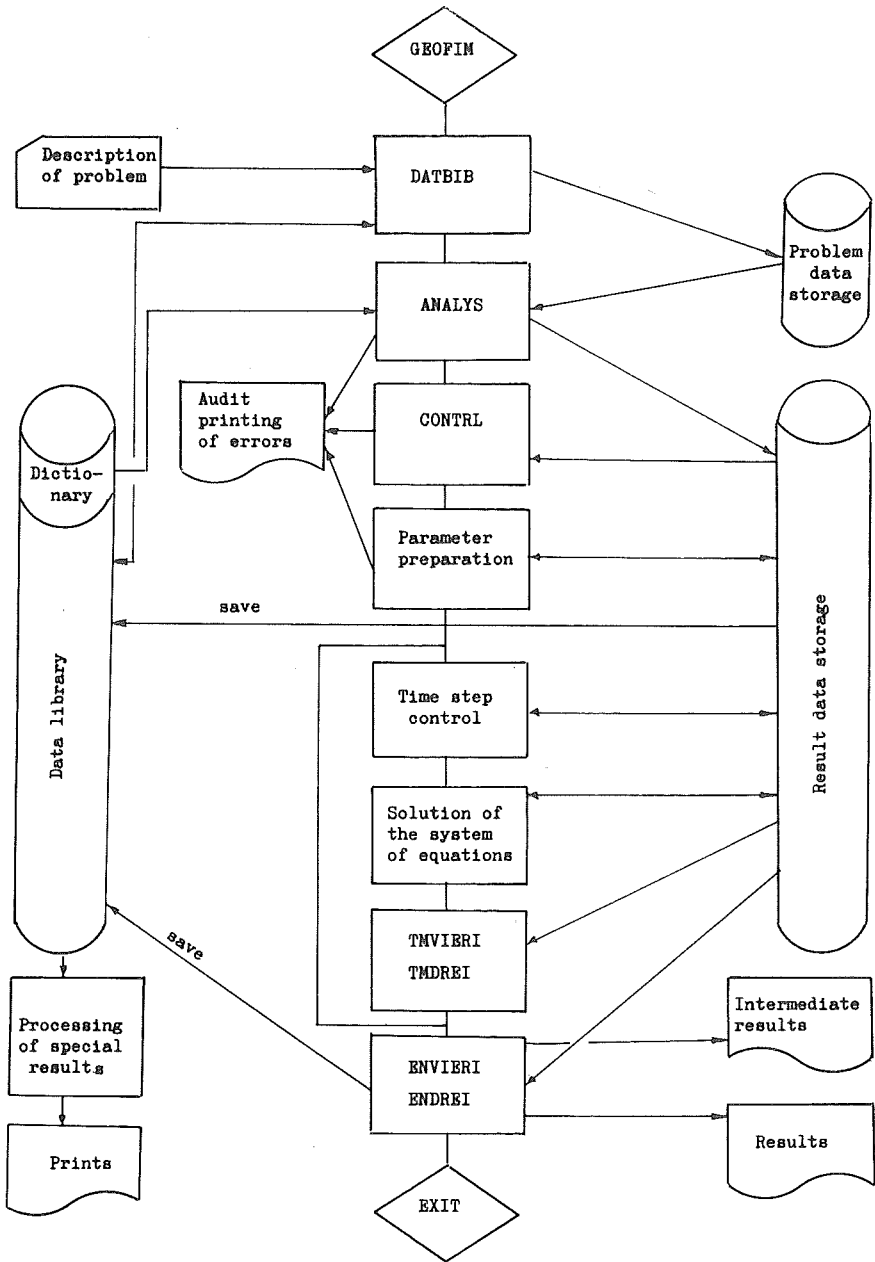 GEOFIM
Description
of problem
DATBIB
Problem
data
storage
ANALYS
Audit
printing
of errors
CONTRL
Dictio-
nary
Parameter
preparation
save
Data library
Result data storage
Time step
control
Solution of
the system
of equations
TMVIERI
TMDREI
save
Processing
of special
results
Intermediate
results
ENVIERI
ENDREI
Prints
Results
EXIT